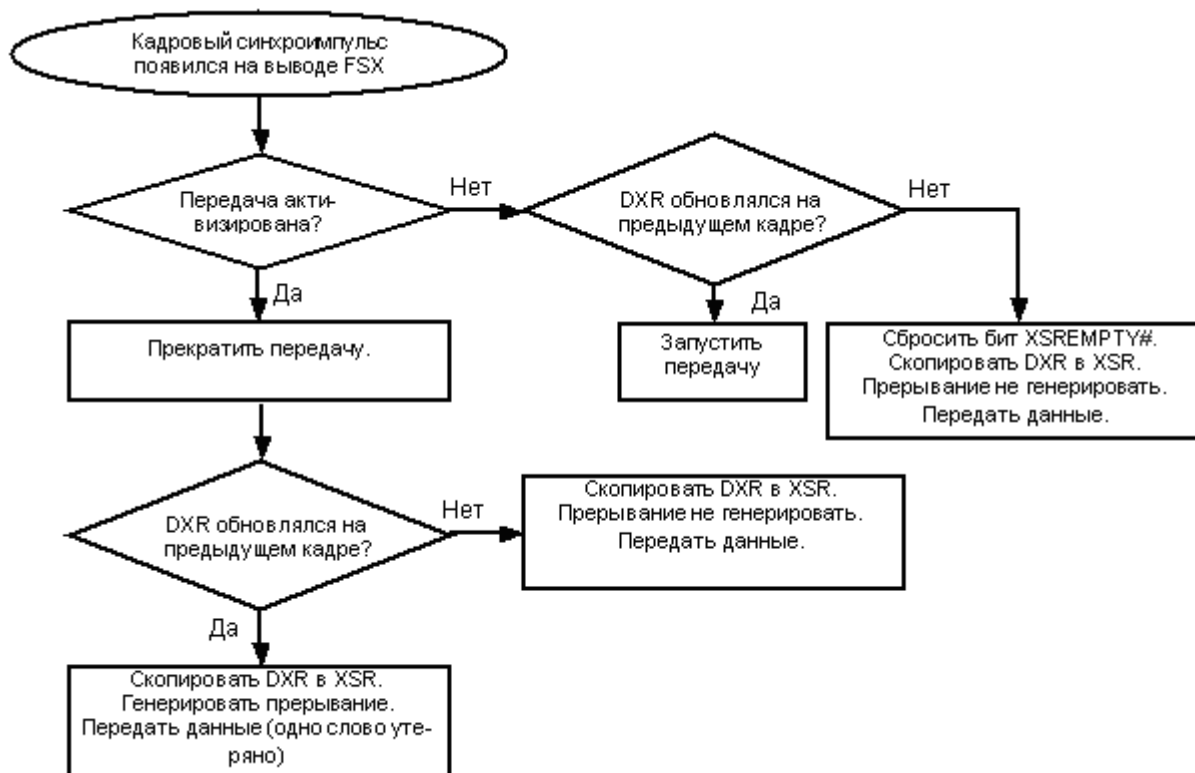 Кадровый синхроимпульс
появился на выводе FSX
Передача акти-
визирована?
Нет
DXR обновлялся на
предыдущем кадре?
Нет
Да
Да
Прекратить передачу.
Запустить
передачу
Сбросить бит XSREMPTY#.
Скопировать DXR в XSR.
Прерывание не генерировать.
Передать данные.
DXR обновлялся на
предыдущем кадре?
Нет
Скопировать DXR в XSR.
Прерывание не генерировать.
Передать данные.
Да
Скопировать DXR в XSR.
Генерировать прерывание.
Передать данные (одно слово уте-
ряно)